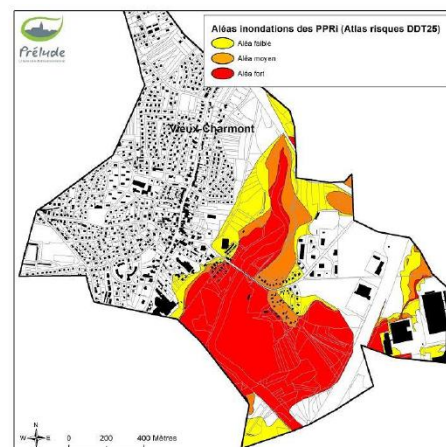 Prélude
Aléas inondations des PPRi (Atlas risques DDT25)
Aléa faible
Aléa moyen
Aléa fort
Vieux-Charmont
N
W E
S
0 200 400 Mètres